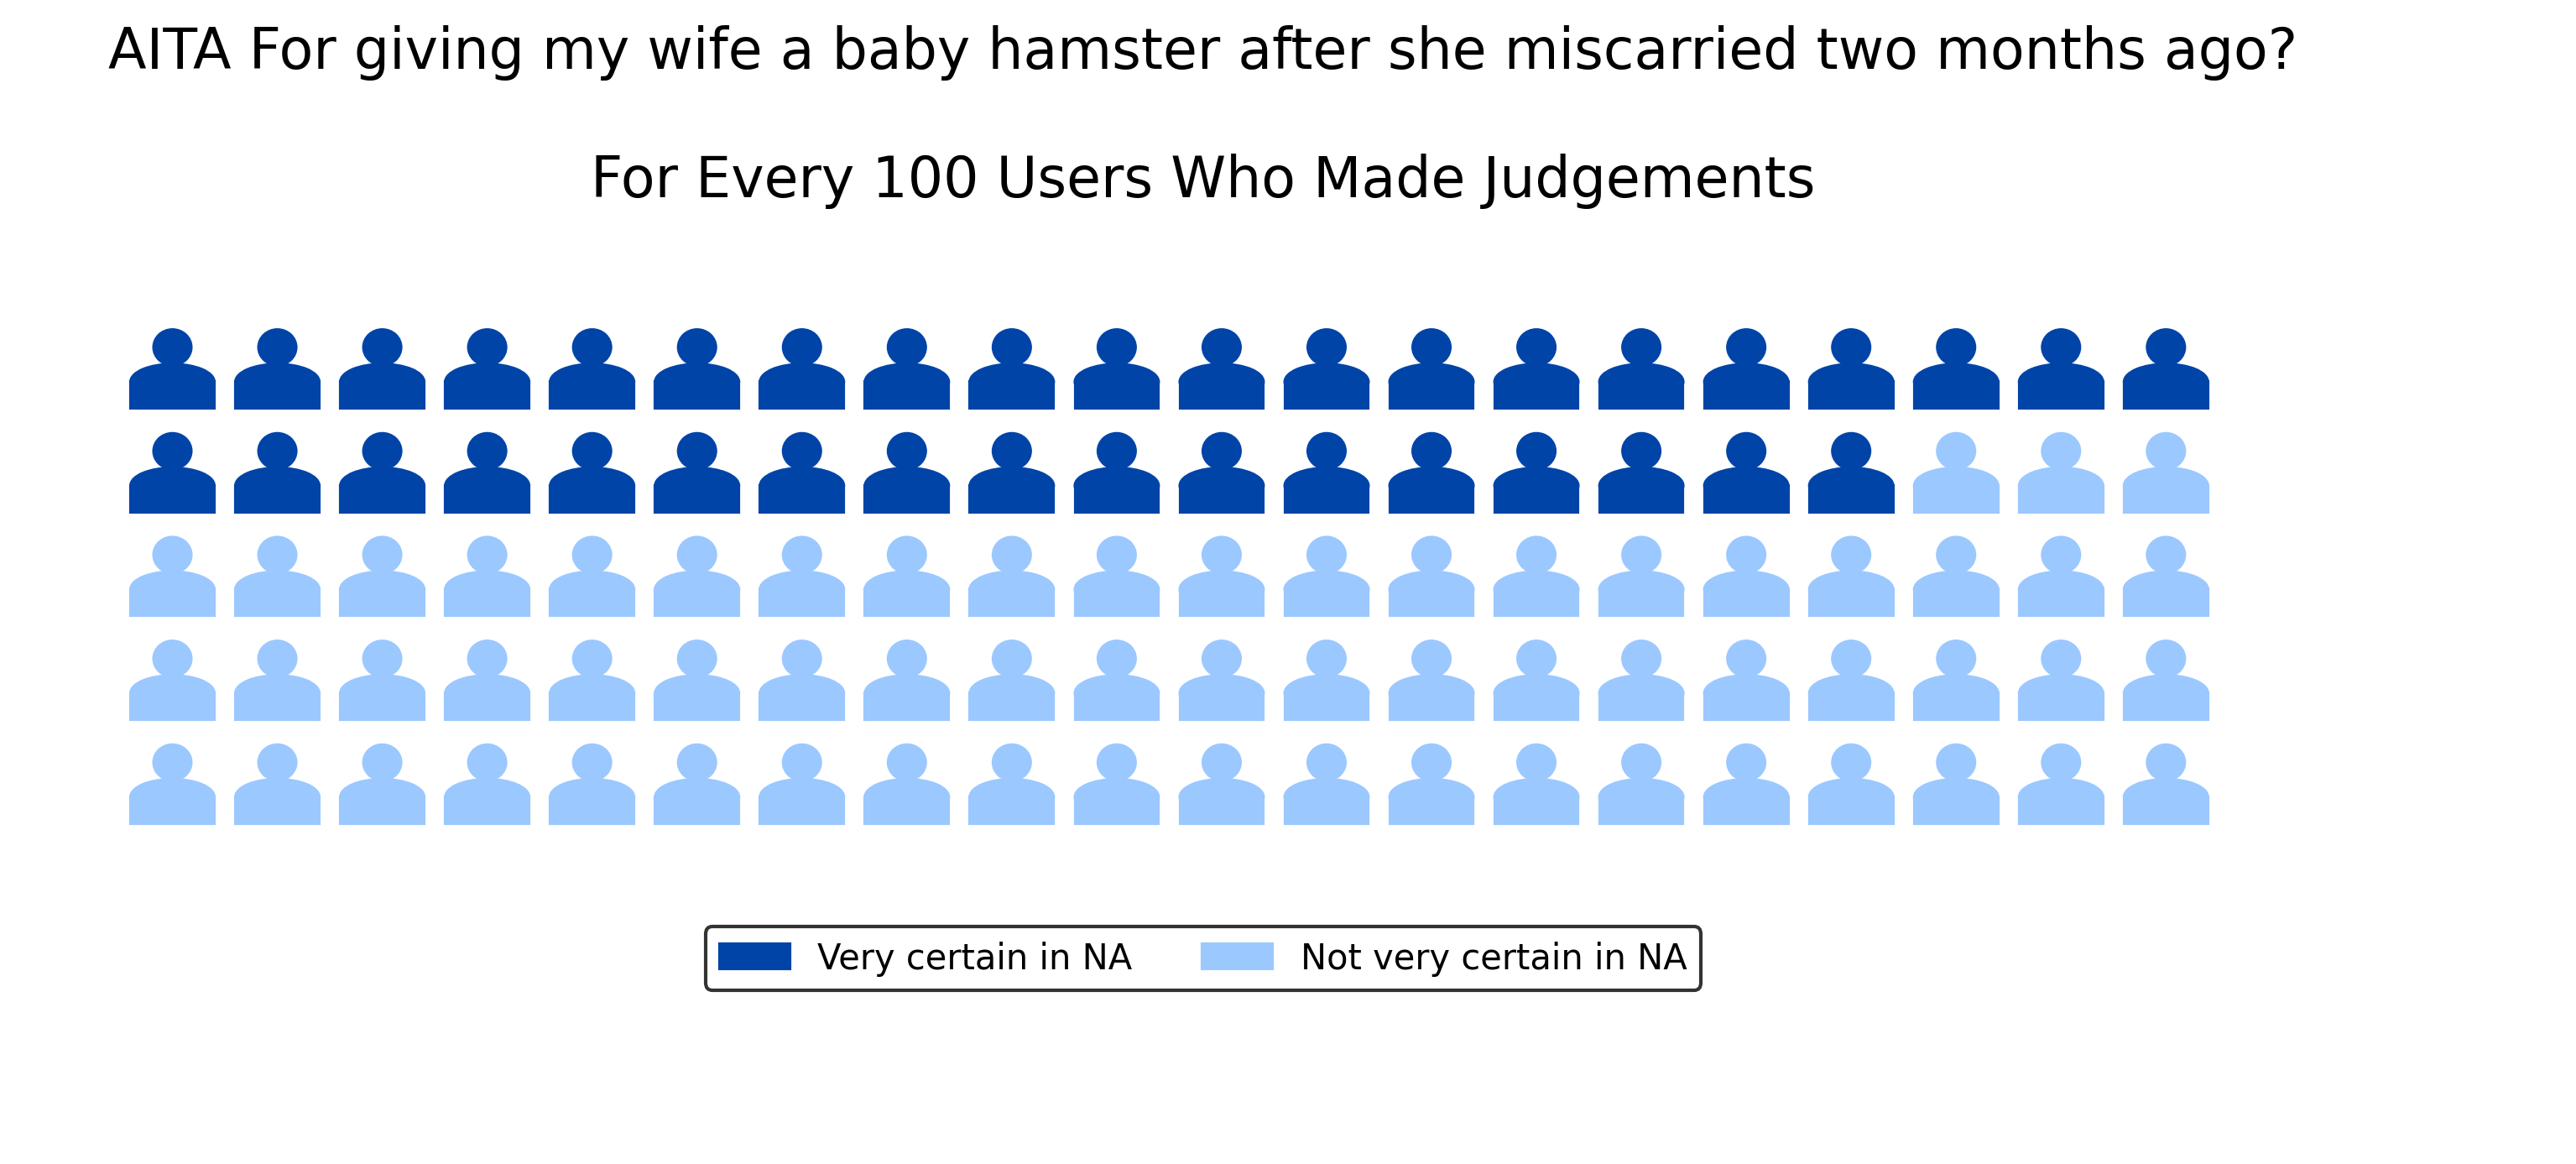 AITA For giving my wife a baby hamster after she miscarried two months ago?
For Every 100 Users Who Made Judgements
Very certain in NA
Not very certain in NA